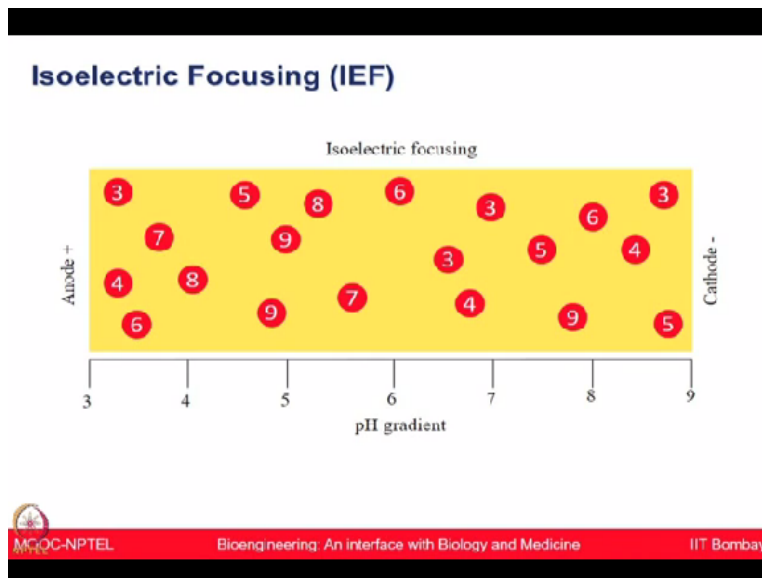 Isoelectric Focusing (IEF)
Isoelectric focusing
3 5 8 6 3 6 3
7 9 3 5 4
4 8 7 4
6 9 9 5
Anode +
Cathode -
3 4 5 6 7 8 9
pH gradient
MOOC-NPTEL Bioengineering: An interface with Biology and Medicine IIT Bombay